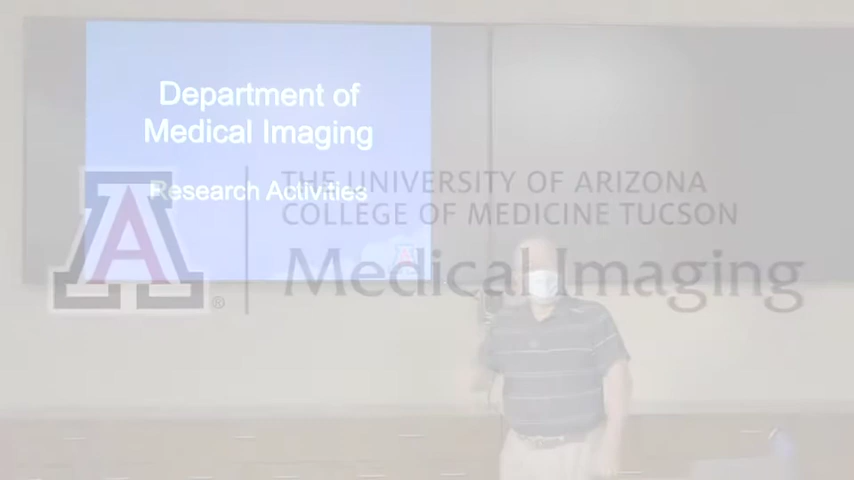 Department of
Medical Imaging
Research Activities
A
®
THE UNIVERSITY OF ARIZONA
COLLEGE OF MEDICINE TUCSON
Medical Imaging